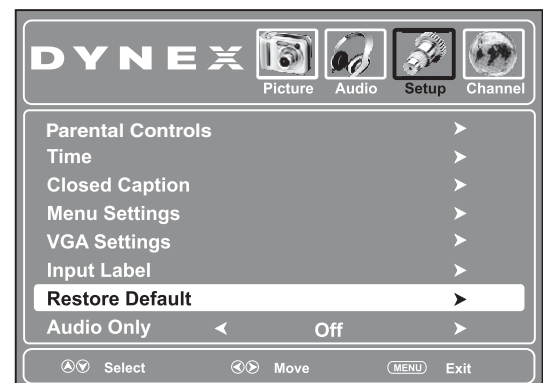 DYNEX
Picture Audio Setup Channel
Parental Controls
Time
Closed Caption
Menu Settings
VGA Settings
Input Label
Restore Default
Audio Only Off
Select Move MENU Exit